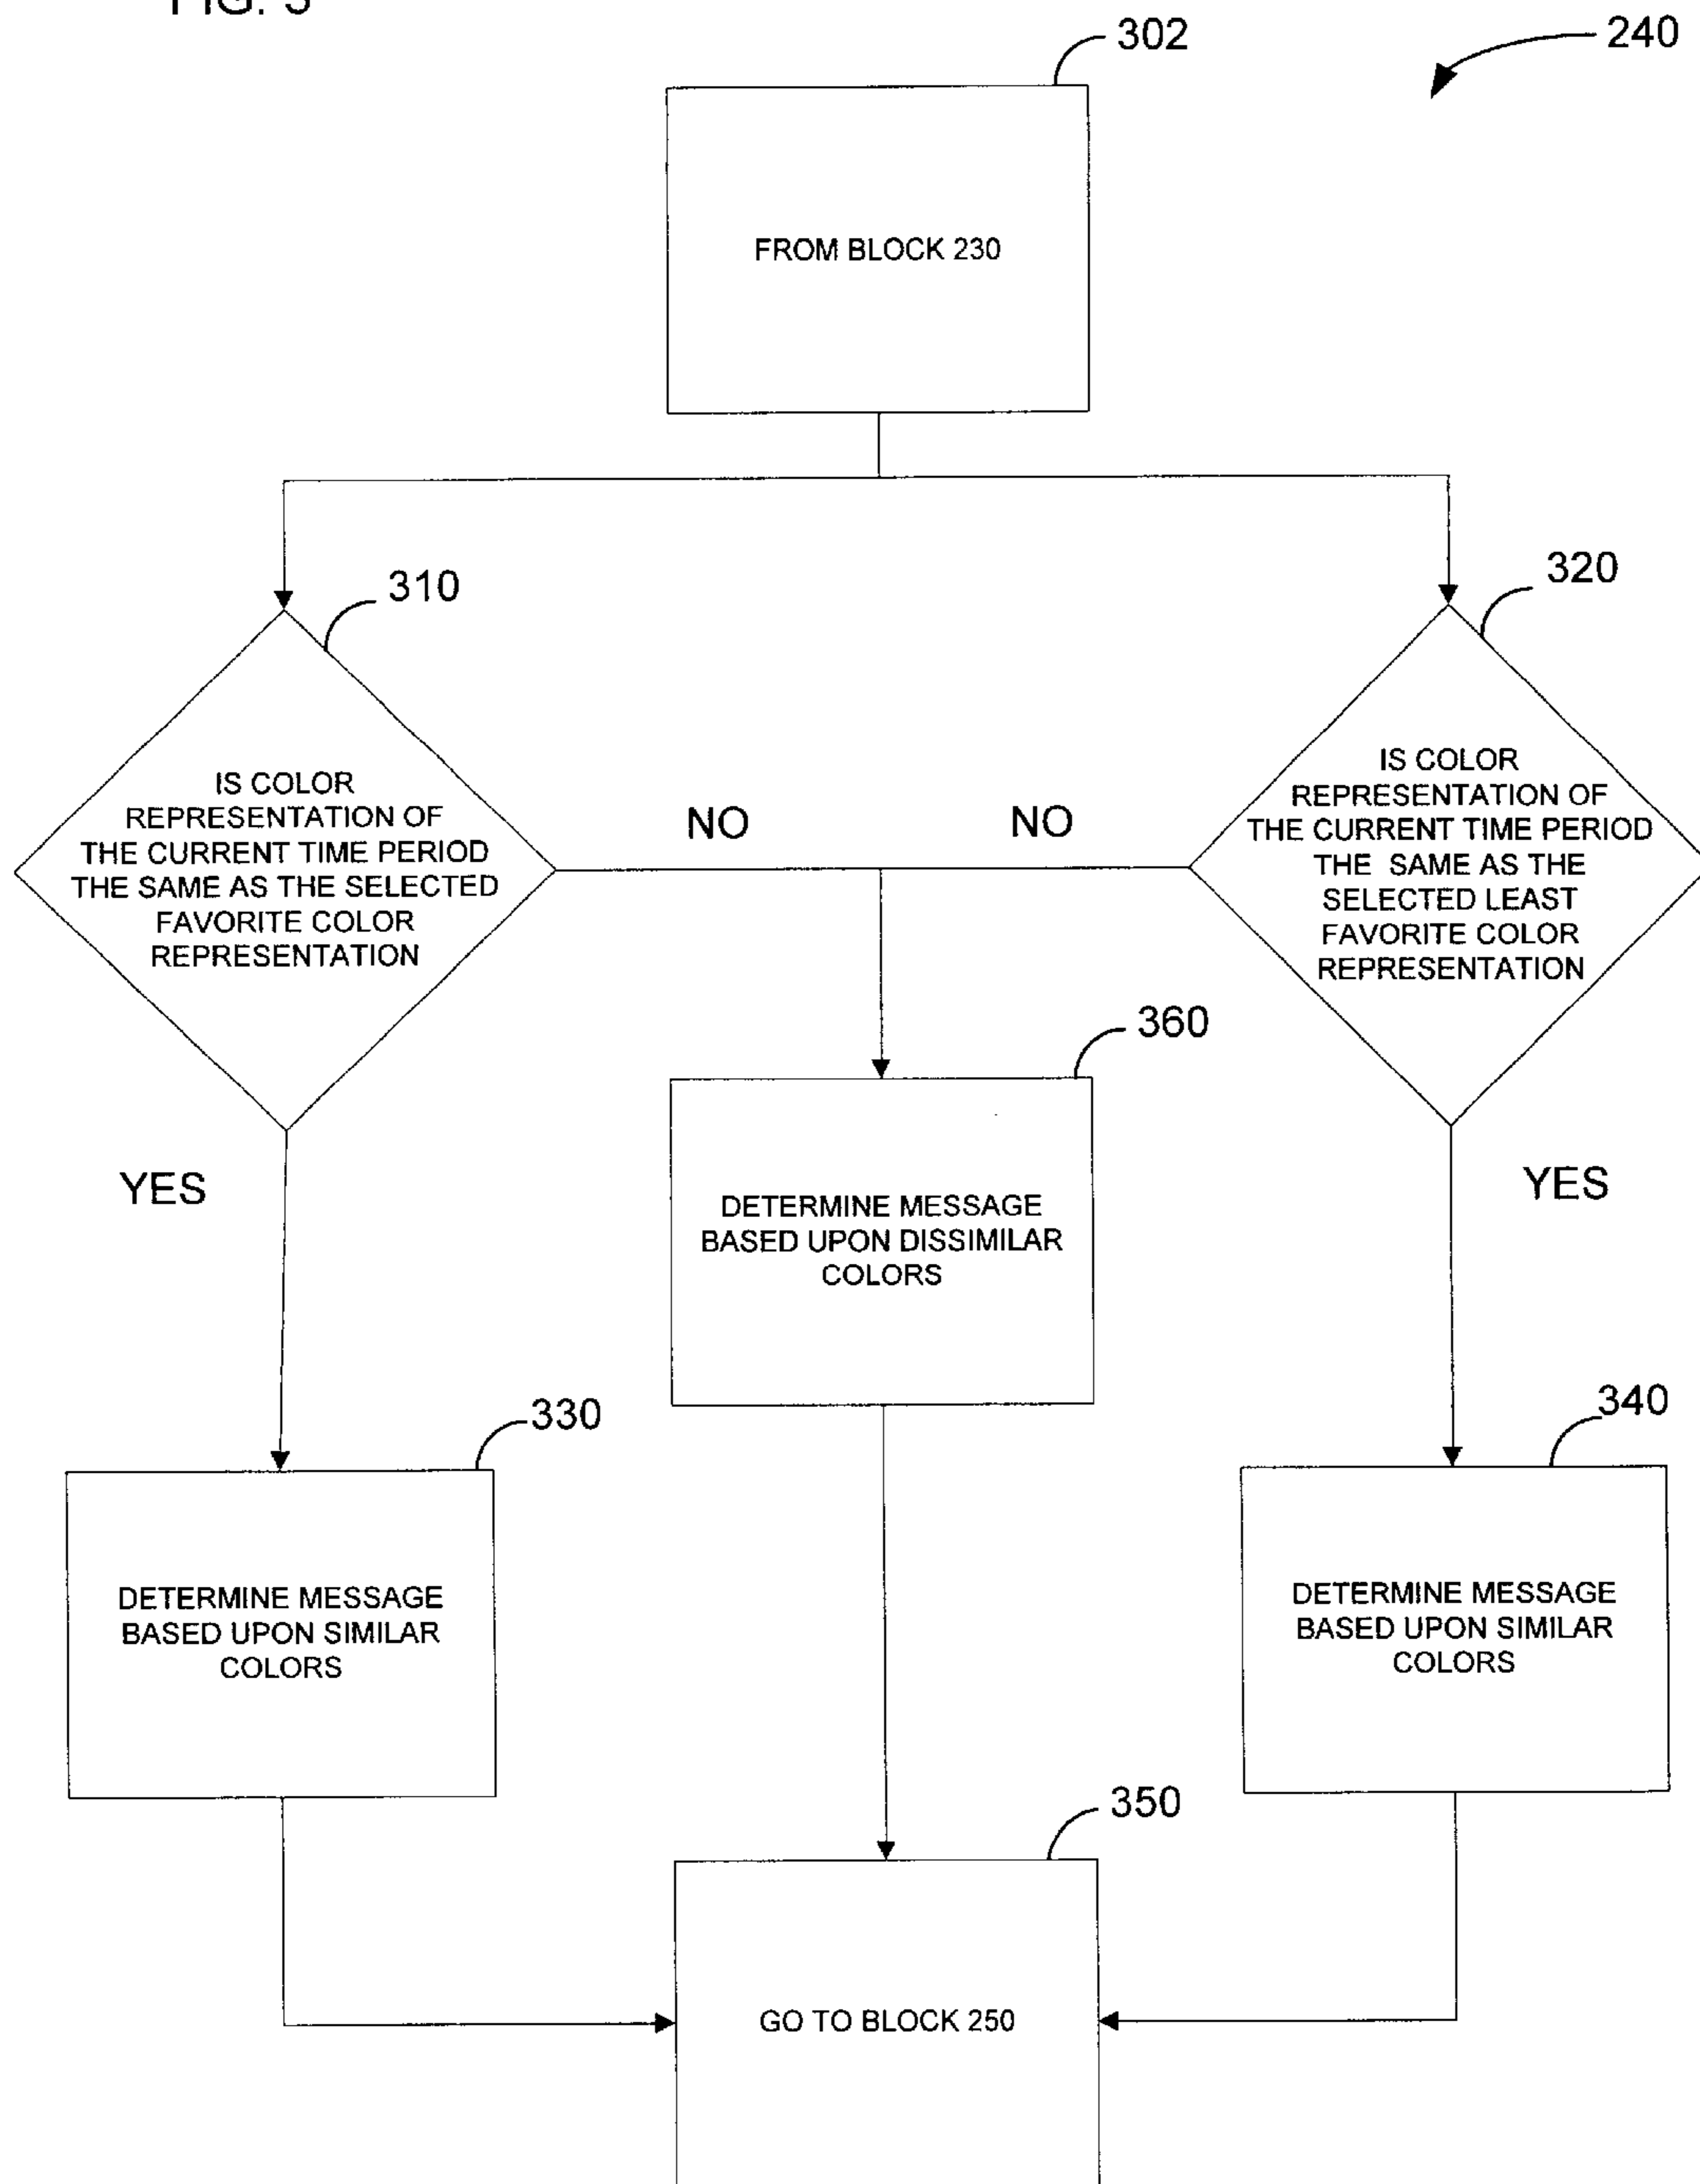 FIG. 3
302
240
FROM BLOCK 230
310
320
IS COLOR
REPRESENTATION OF
THE CURRENT TIME PERIOD
THE SAME AS THE SELECTED
FAVORITE COLOR
REPRESENTATION
NO
NO
IS COLOR
REPRESENTATION OF
THE CURRENT TIME PERIOD
THE SAME AS THE
SELECTED LEAST
FAVORITE COLOR
REPRESENTATION
360
YES
DETERMINE MESSAGE
BASED UPON DISSIMILAR
COLORS
YES
330
340
DETERMINE MESSAGE
BASED UPON SIMILAR
COLORS
DETERMINE MESSAGE
BASED UPON SIMILAR
COLORS
350
GO TO BLOCK 250